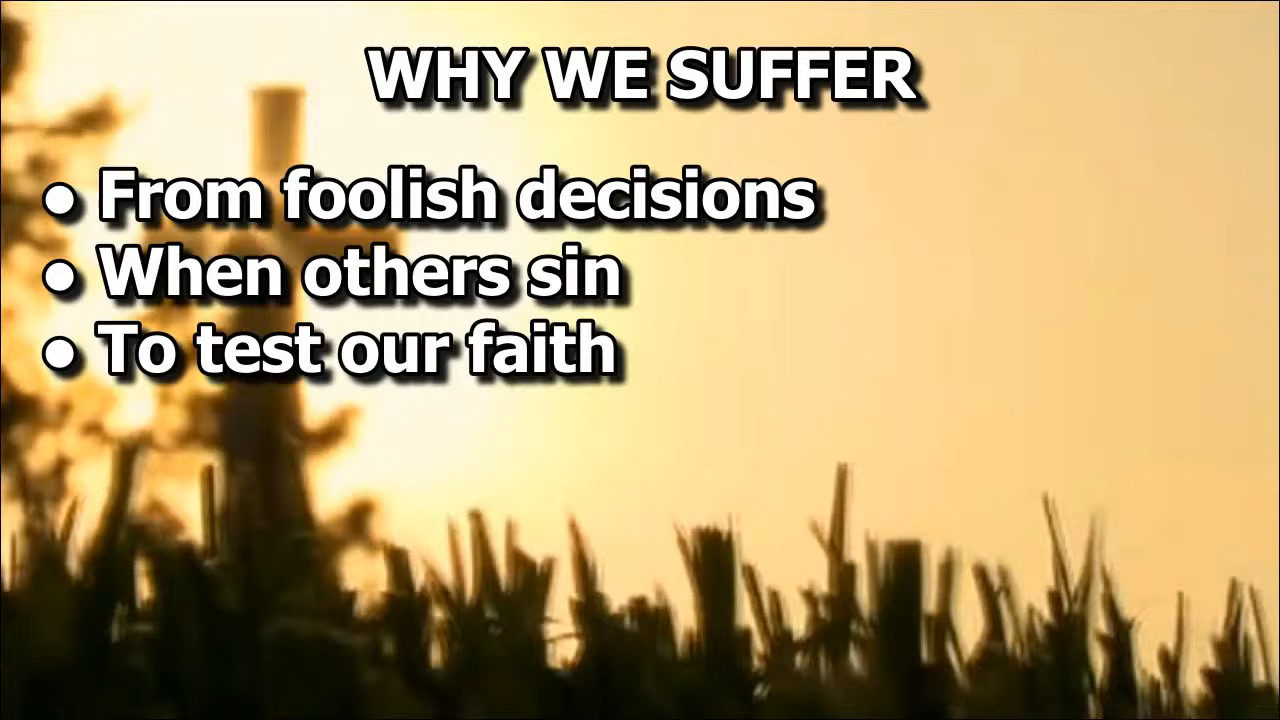 WHY WE SUFFER
● From foolish decisions
● When others sin
● To test our faith